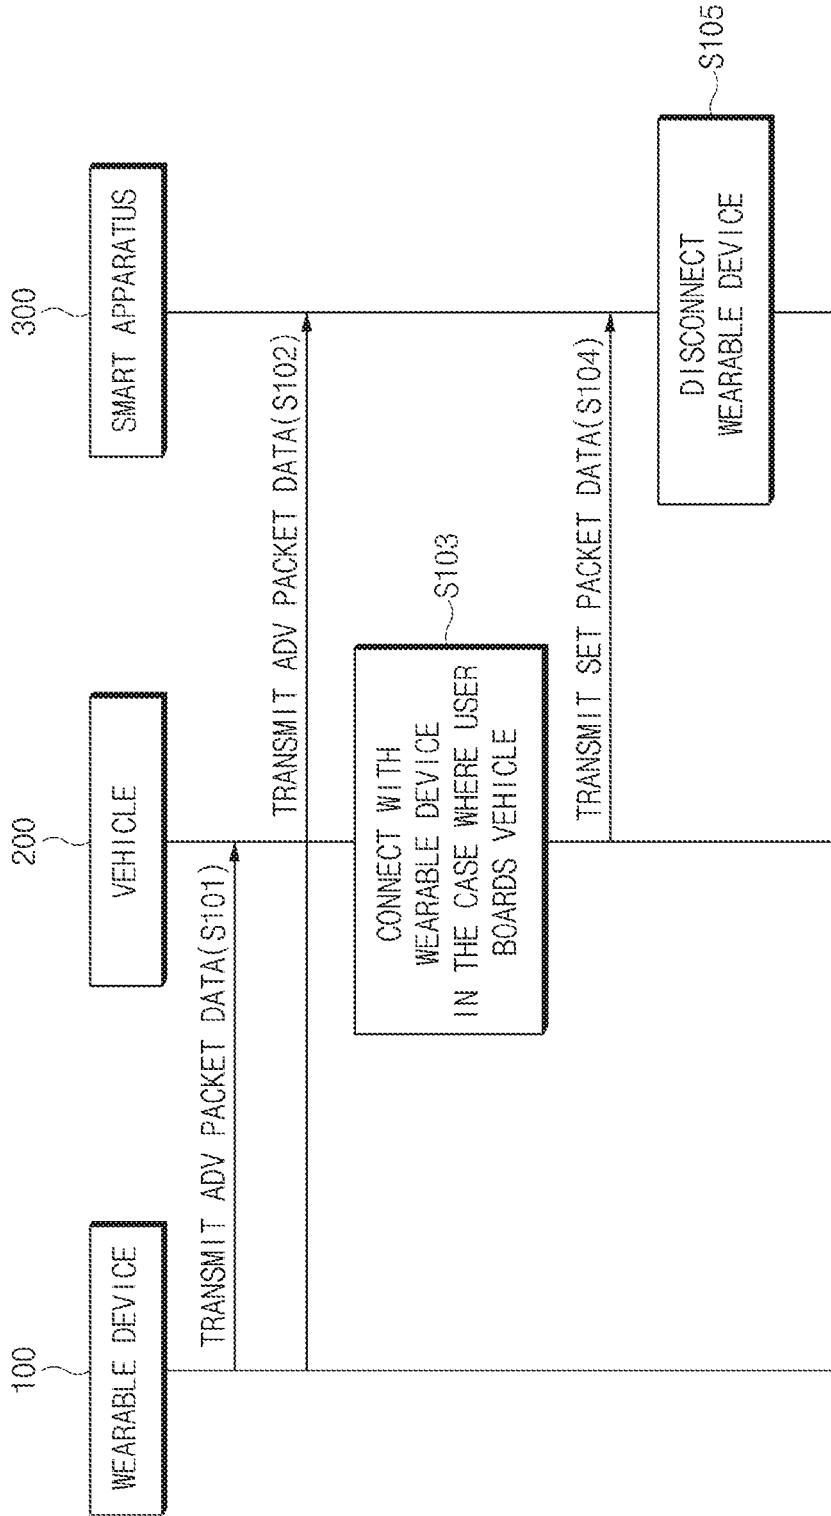 100
WEARABLE DEVICE
200
VEHICLE
300
SMART APPARATUS
TRANSMIT ADV PACKET DATA(S101)
TRANSMIT ADV PACKET DATA(S102)
CONNECT WITH
WEARABLE DEVICE
IN THE CASE WHERE USER
BOARDS VEHICLE
S103
TRANSMIT SET PACKET DATA(S104)
DISCONNECT
WEARABLE DEVICE
S105